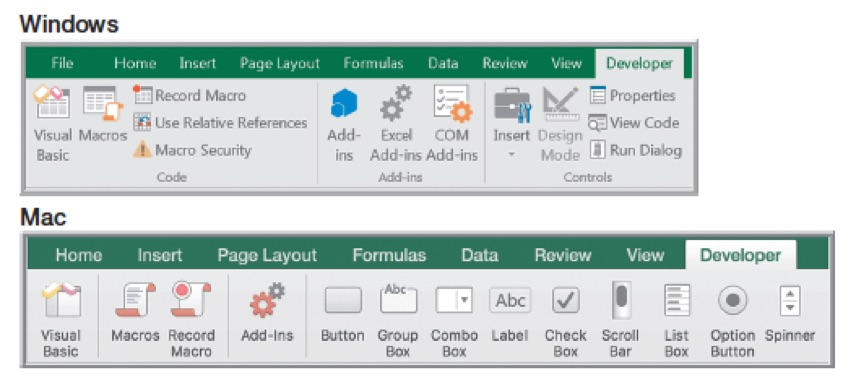 Windows
File Home Insert Page Layout Formulas Data Review View Developer
Visual Basic
Macros
Record Macro
Use Relative References
Macro Security
Code
Add-ins
Excel Add-ins
COM Add-ins
Add-ins
Insert
Design Mode
Properties
View Code
Run Dialog
Controls
Mac
Home Insert Page Layout Formulas Data Review View Developer
Abc Abc
Visual Macros Record Add-Ins Button Group Combo Label Check Scroll List Option Spinner
Basic Macro Box Box Box Bar Box Button